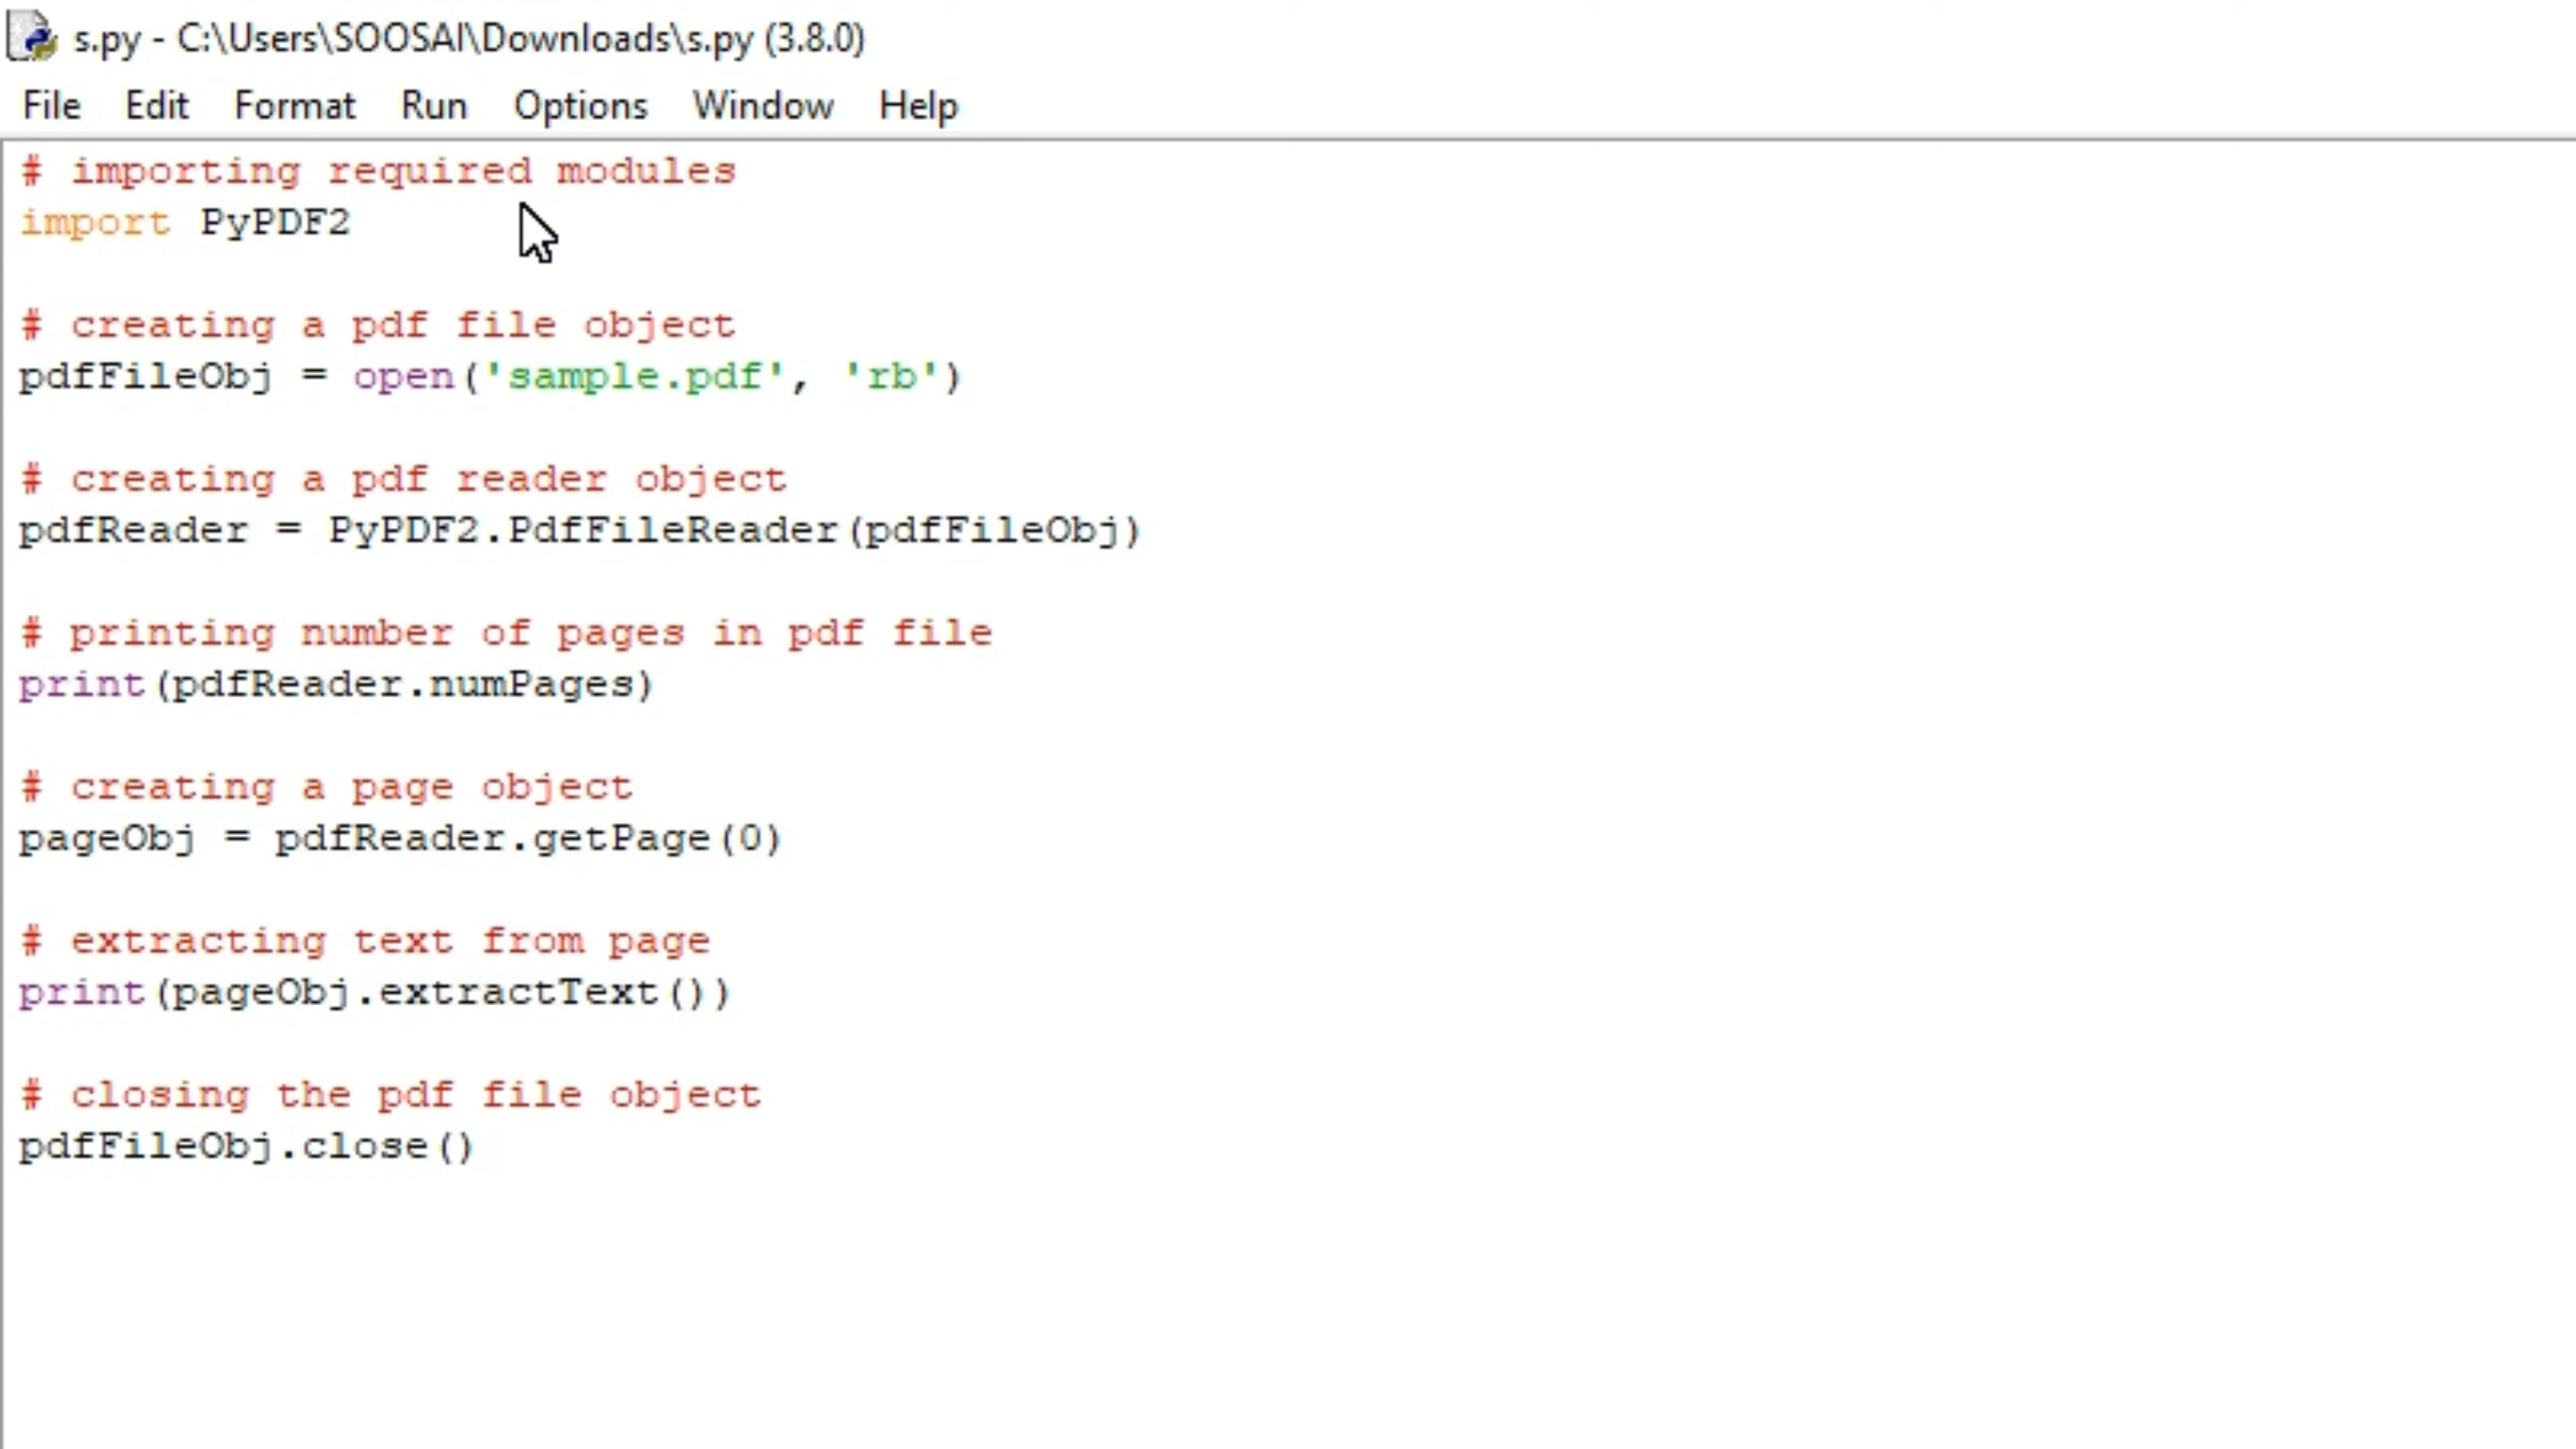 s.py - C:\Users\SOOSAI\Downloads\s.py (3.8.0)
File Edit Format Run Options Window Help
# importing required modules
import PyPDF2
# creating a pdf file object
pdfFileObj = open('sample.pdf', 'rb')
# creating a pdf reader object
pdfReader = PyPDF2.PdfFileReader(pdfFileObj)
# printing number of pages in pdf file
print(pdfReader.numPages)
# creating a page object
pageObj = pdfReader.getPage(0)
# extracting text from page
print(pageObj.extractText())
# closing the pdf file object
pdfFileObj.close()